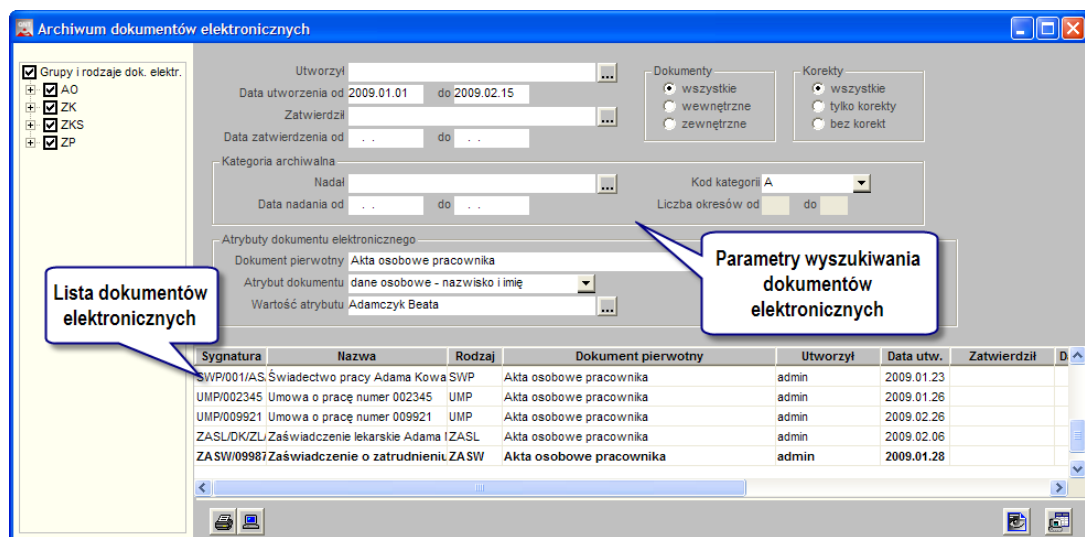 Archiwum dokumentów elektronicznych
Grupy i rodzaje dok. elektr.
AO
ZK
ZKS
ZP
Utworzył ...
Data utworzenia od 2009.01.01 do 2009.02.15
Zatwierdził ...
Data zatwierdzenia od . . do . .
Dokumenty
wszystkie
wewnętrzne
zewnętrzne
Korekty
wszystkie
tylko korekty
bez korekt
Kategoria archiwalna
Nadał ...
Kod kategorii A
Data nadania od . . do . .
Liczba okresów od do
Atrybuty dokumentu elektronicznego
Dokument pierwotny Akta osobowe pracownika
Atrybut dokumentu dane osobowe - nazwisko i imię
Wartość atrybutu Adamczyk Beata ...
Parametry wyszukiwania
dokumentów
elektronicznych
Lista dokumentów
elektronicznych
Sygnatura Nazwa Rodzaj Dokument pierwotny Utworzył Data utw. Zatwierdził
SWP/001/AS. Świadectwo pracy Adama Kowa SWP Akta osobowe pracownika admin 2009.01.23
UMP/002345 Umowa o pracę numer 002345 UMP Akta osobowe pracownika admin 2009.01.26
UMP/009921 Umowa o pracę numer 009921 UMP Akta osobowe pracownika admin 2009.02.26
ZASL/DK/ZL/ Zaświadczenie lekarskie Adama ZASL Akta osobowe pracownika admin 2009.02.06
ZASW/09987 Zaświadczenie o zatrudnieniu ZASW Akta osobowe pracownika admin 2009.01.28